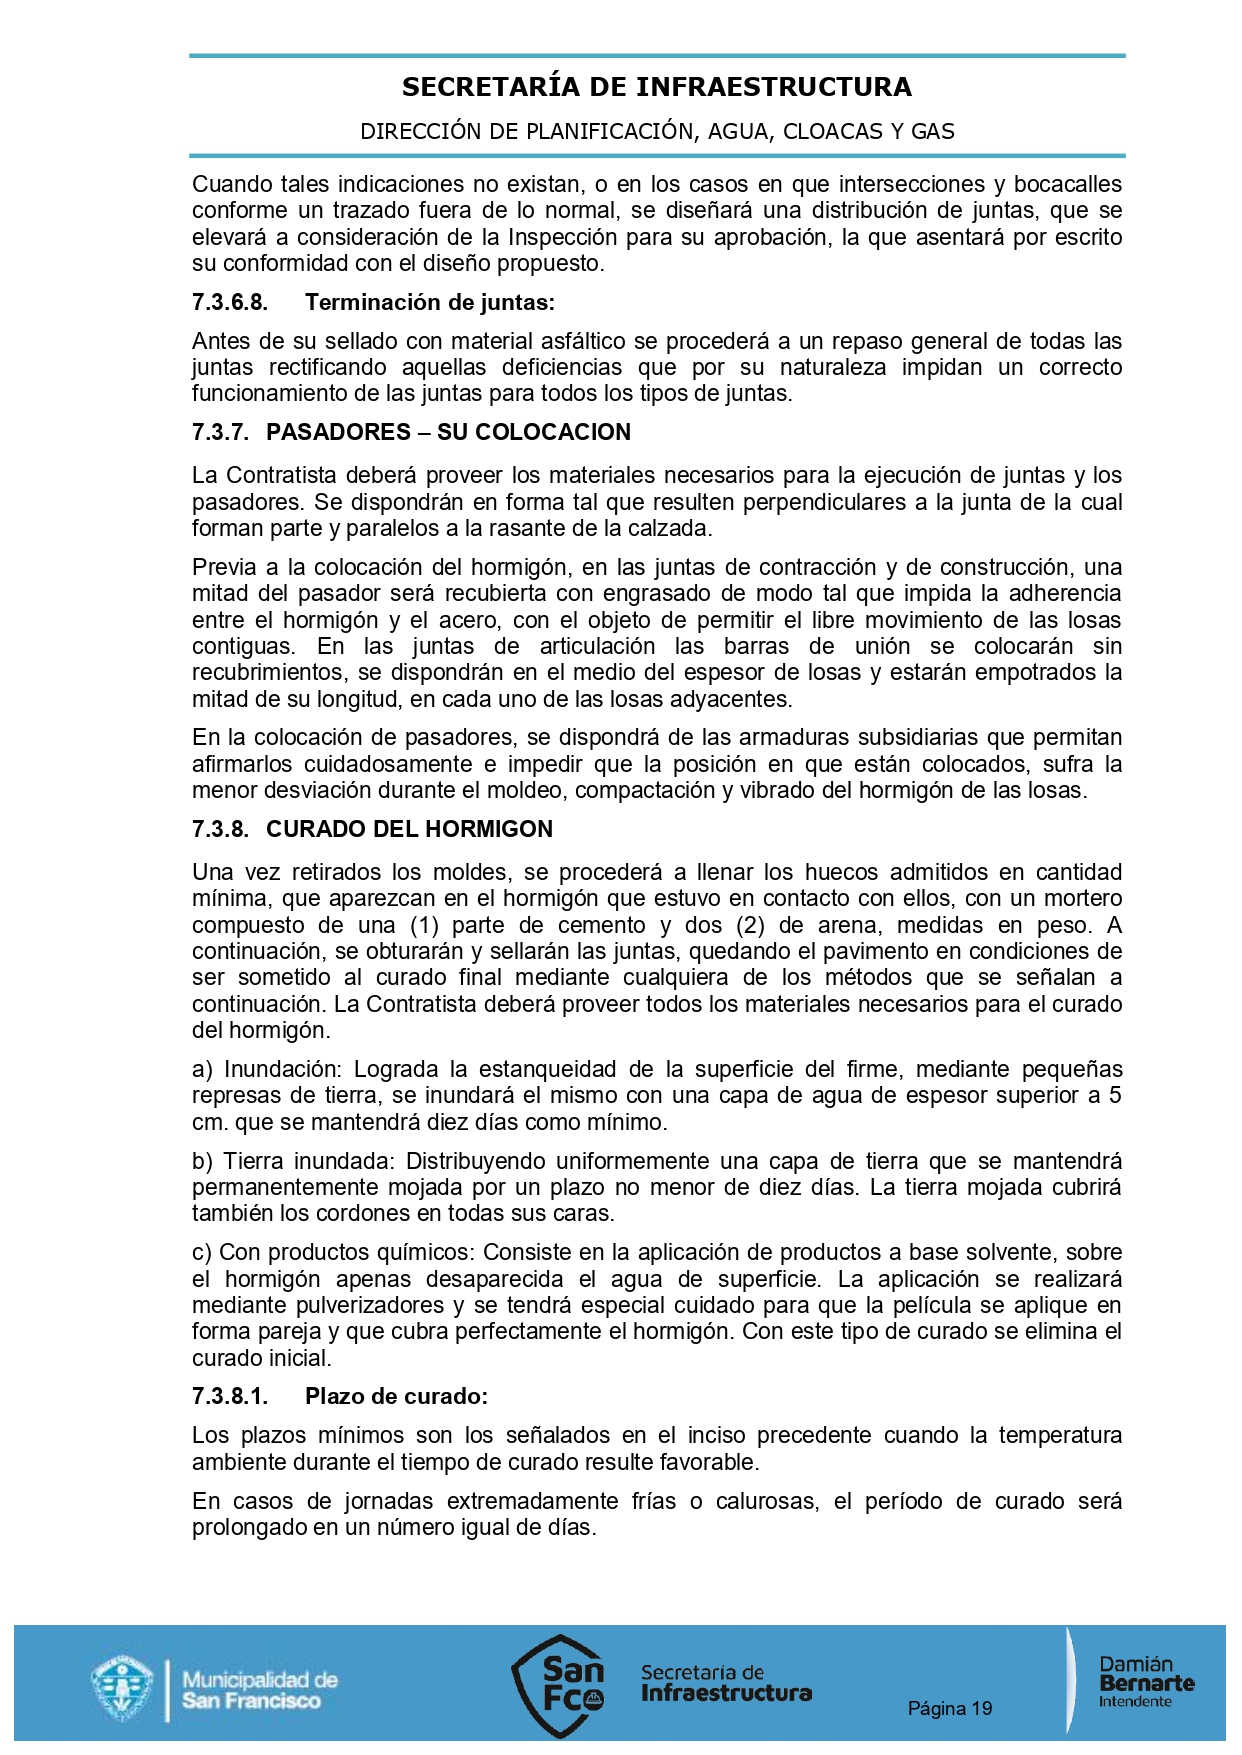 SECRETARÍA DE INFRAESTRUCTURA
DIRECCIÓN DE PLANIFICACIÓN, AGUA, CLOACAS Y GAS
Cuando tales indicaciones no existan, o en los casos en que intersecciones y bocacalles
conforme un trazado fuera de lo normal, se diseñará una distribución de juntas, que se
elevará a consideración de la Inspección para su aprobación, la que asentará por escrito
su conformidad con el diseño propuesto.
7.3.6.8. Terminación de juntas:
Antes de su sellado con material asfáltico se procederá a un repaso general de todas las
juntas rectificando aquellas deficiencias que por su naturaleza impidan un correcto
funcionamiento de las juntas para todos los tipos de juntas.
7.3.7. PASADORES – SU COLOCACION
La Contratista deberá proveer los materiales necesarios para la ejecución de juntas y los
pasadores. Se dispondrán en forma tal que resulten perpendiculares a la junta de la cual
forman parte y paralelos a la rasante de la calzada.
Previa a la colocación del hormigón, en las juntas de contracción y de construcción, una
mitad del pasador será recubierta con engrasado de modo tal que impida la adherencia
entre el hormigón y el acero, con el objeto de permitir el libre movimiento de las losas
contiguas. En las juntas de articulación las barras de unión se colocarán sin
recubrimientos, se dispondrán en el medio del espesor de losas y estarán empotrados la
mitad de su longitud, en cada uno de las losas adyacentes.
En la colocación de pasadores, se dispondrá de las armaduras subsidiarias que permitan
afirmarlos cuidadosamente e impedir que la posición en que están colocados, sufra la
menor desviación durante el moldeo, compactación y vibrado del hormigón de las losas.
7.3.8. CURADO DEL HORMIGON
Una vez retirados los moldes, se procederá a llenar los huecos admitidos en cantidad
mínima, que aparezcan en el hormigón que estuvo en contacto con ellos, con un mortero
compuesto de una (1) parte de cemento y dos (2) de arena, medidas en peso. A
continuación, se obturarán y sellarán las juntas, quedando el pavimento en condiciones de
ser sometido al curado final mediante cualquiera de los métodos que se señalan a
continuación. La Contratista deberá proveer todos los materiales necesarios para el curado
del hormigón.
a) Inundación: Lograda la estanqueidad de la superficie del firme, mediante pequeñas
represas de tierra, se inundará el mismo con una capa de agua de espesor superior a 5
cm. que se mantendrá diez días como mínimo.
b) Tierra inundada: Distribuyendo uniformemente una capa de tierra que se mantendrá
permanentemente mojada por un plazo no menor de diez días. La tierra mojada cubrirá
también los cordones en todas sus caras.
c) Con productos químicos: Consiste en la aplicación de productos a base solvente, sobre
el hormigón apenas desaparecida el agua de superficie. La aplicación se realizará
mediante pulverizadores y se tendrá especial cuidado para que la película se aplique en
forma pareja y que cubra perfectamente el hormigón. Con este tipo de curado se elimina el
curado inicial.
7.3.8.1. Plazo de curado:
Los plazos mínimos son los señalados en el inciso precedente cuando la temperatura
ambiente durante el tiempo de curado resulte favorable.
En casos de jornadas extremadamente frías o calurosas, el período de curado será
prolongado en un número igual de días.
Municipalidad de
San Francisco
San
Fco
Secretaría de
Infraestructura
Página 19
Damián
Bernarte
Intendente